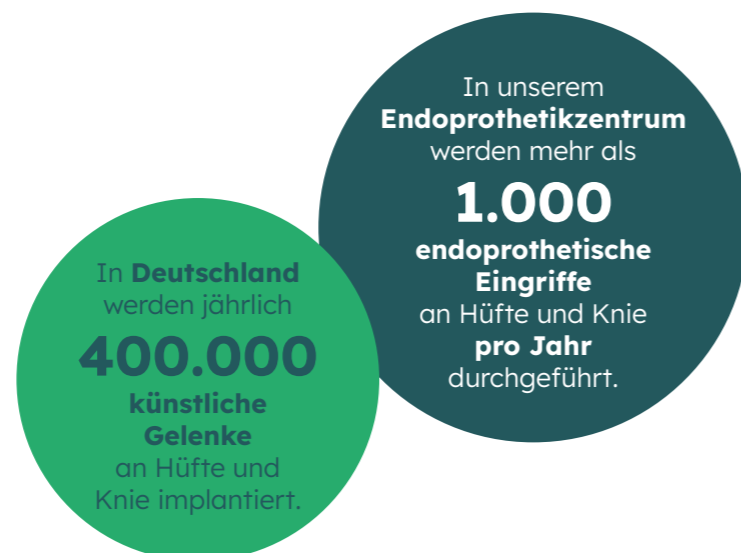 In unserem
Endoprothetikzentrum
werden mehr als
1.000
endoprothetische
Eingriffe
an Hüfte und Knie
pro Jahr
durchgeführt.
In Deutschland
werden jährlich
400.000
künstliche
Gelenke
an Hüfte und
Knie implantiert.